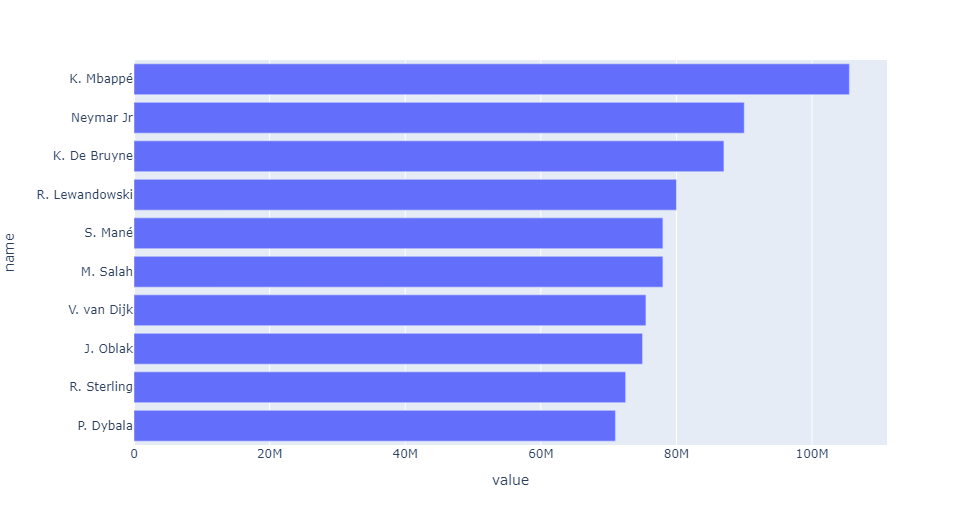 K. Mbappé
Neymar Jr
K. De Bruyne
R. Lewandowski
S. Mané
M. Salah
V. van Dijk
J. Oblak
R. Sterling
P. Dybala
name
0 20M 40M 60M 80M 100M
value